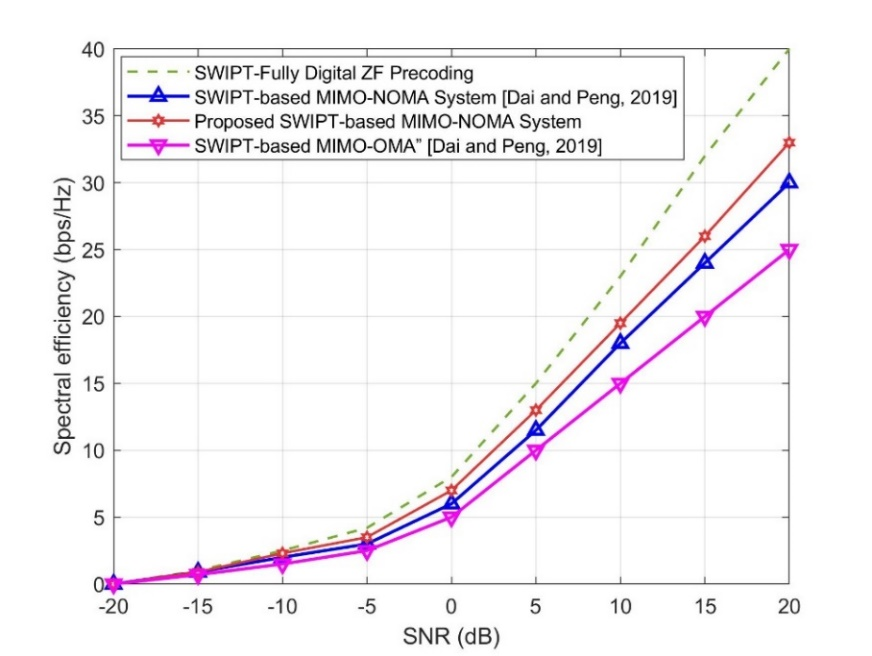 SWIPT-Fully Digital ZF Precoding
SWIPT-based MIMO-NOMA System [Dai and Peng, 2019]
Proposed SWIPT-based MIMO-NOMA System
SWIPT-based MIMO-OMA” [Dai and Peng, 2019]
Spectral efficiency (bps/Hz)
40
35
30
25
20
15
10
5
0
-20 -15 -10 -5 0 5 10 15 20
SNR (dB)